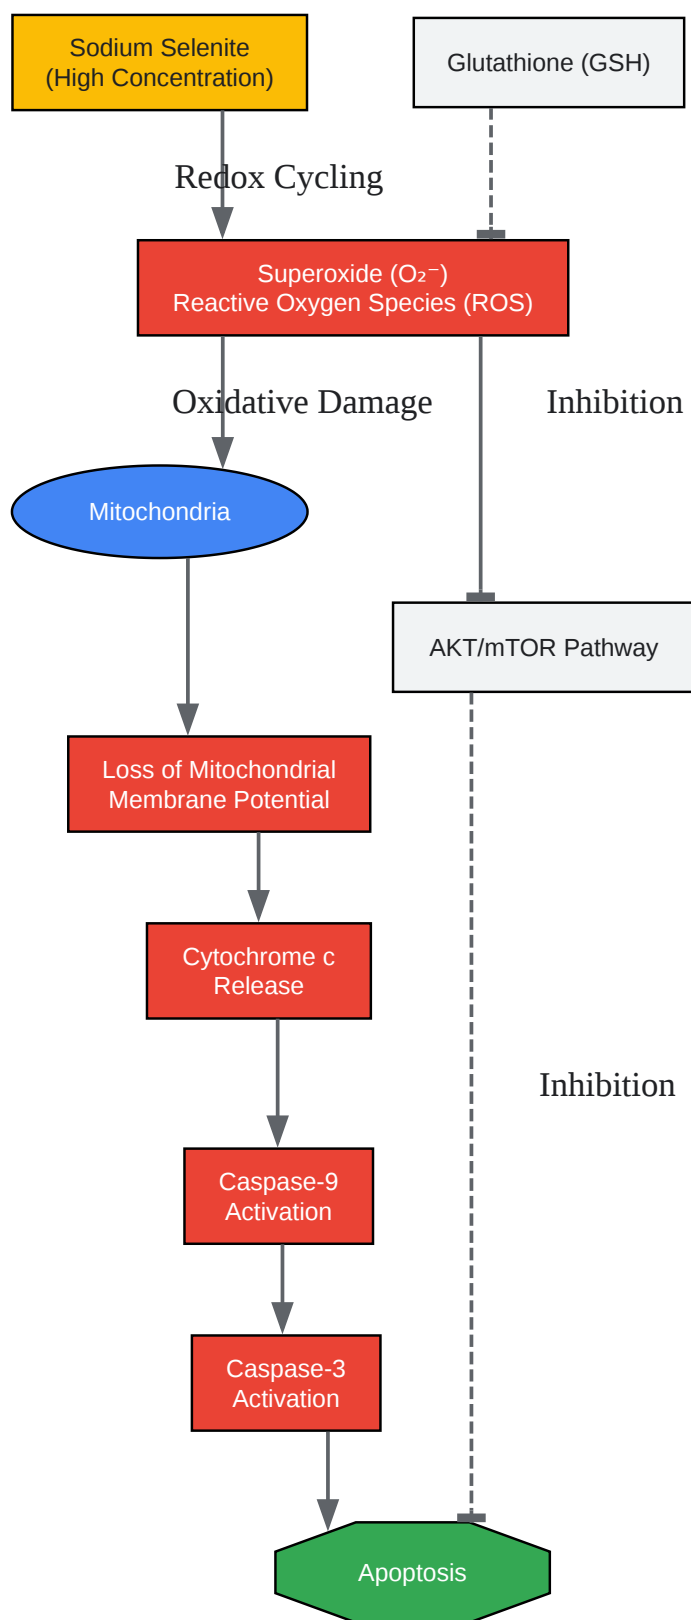 Sodium Selenite
(High Concentration)
Glutathione (GSH)
Redox Cycling
Superoxide (O₂⁻)
Reactive Oxygen Species (ROS)
Oxidative Damage
Inhibition
Mitochondria
AKT/mTOR Pathway
Loss of Mitochondrial
Membrane Potential
Cytochrome c
Release
Inhibition
Caspase-9
Activation
Caspase-3
Activation
Apoptosis